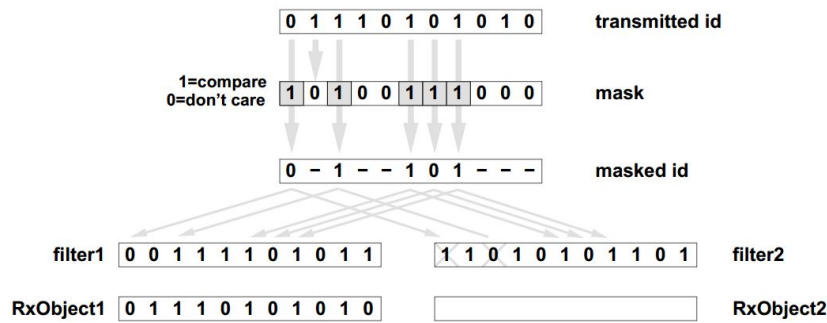 0 1 1 1 0 1 0 1 0 1 0 transmitted id
1=compare
0=don't care
1 0 1 0 0 1 1 1 0 0 0 mask
0 – 1 – – 1 0 1 – – – masked id
filter1 0 0 1 1 1 1 0 1 0 1 1 1 1 0 1 0 1 0 1 1 0 1 filter2
RxObject1 0 1 1 1 0 1 0 1 0 1 0 RxObject2